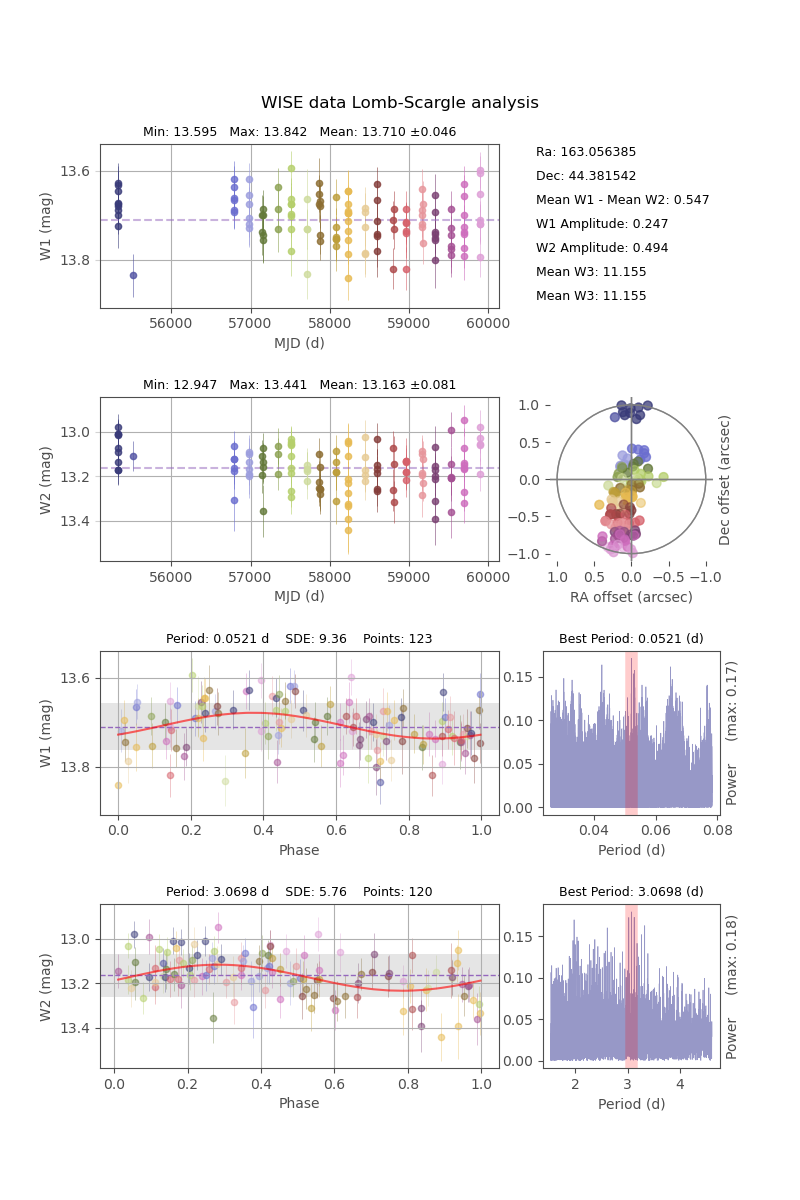 WISE data Lomb-Scargle analysis
Min: 13.595 Max: 13.842 Mean: 13.710 ±0.046
13.6
13.8
W1 (mag)
56000 57000 58000 59000 60000
MJD (d)
Ra: 163.056385
Dec: 44.381542
Mean W1 - Mean W2: 0.547
W1 Amplitude: 0.247
W2 Amplitude: 0.494
Mean W3: 11.155
Mean W3: 11.155
Min: 12.947 Max: 13.441 Mean: 13.163 ±0.081
13.0
13.2
13.4
W2 (mag)
56000 57000 58000 59000 60000
MJD (d)
1.0
0.5
0.0
−0.5
−1.0
1.0 0.5 0.0 −0.5 −1.0
RA offset (arcsec)
Dec offset (arcsec)
Period: 0.0521 d SDE: 9.36 Points: 123
13.6
13.8
W1 (mag)
0.0 0.2 0.4 0.6 0.8 1.0
Phase
Best Period: 0.0521 (d)
0.15
0.10
0.05
0.00
0.04 0.06 0.08
Period (d)
Power (max: 0.17)
Period: 3.0698 d SDE: 5.76 Points: 120
13.0
13.2
13.4
W2 (mag)
0.0 0.2 0.4 0.6 0.8 1.0
Phase
Best Period: 3.0698 (d)
0.15
0.10
0.05
0.00
2 3 4
Period (d)
Power (max: 0.18)